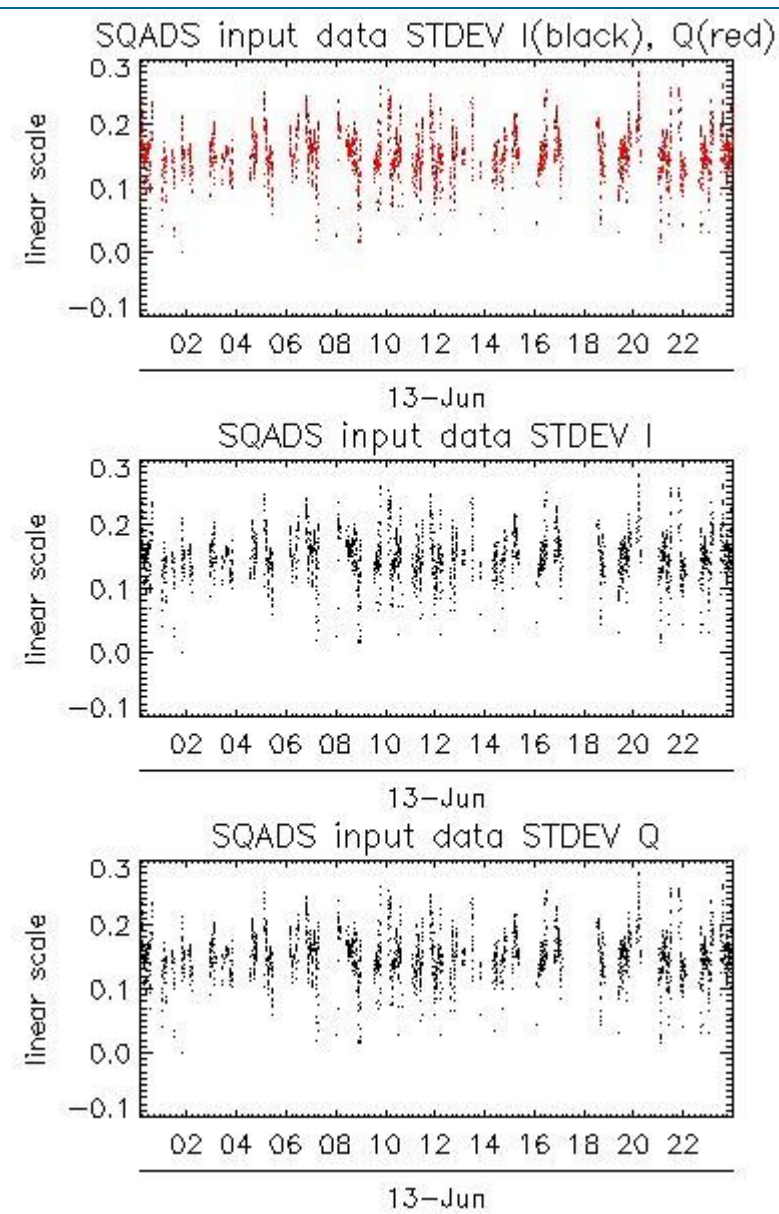 SQADS input data STDEV I(black), Q(red)
0.3
0.2
0.1
0.0
−0.1
linear scale
02 04 06 08 10 12 14 16 18 20 22
13−Jun
SQADS input data STDEV I
0.3
0.2
0.1
0.0
−0.1
linear scale
02 04 06 08 10 12 14 16 18 20 22
13−Jun
SQADS input data STDEV Q
0.3
0.2
0.1
0.0
−0.1
linear scale
02 04 06 08 10 12 14 16 18 20 22
13−Jun